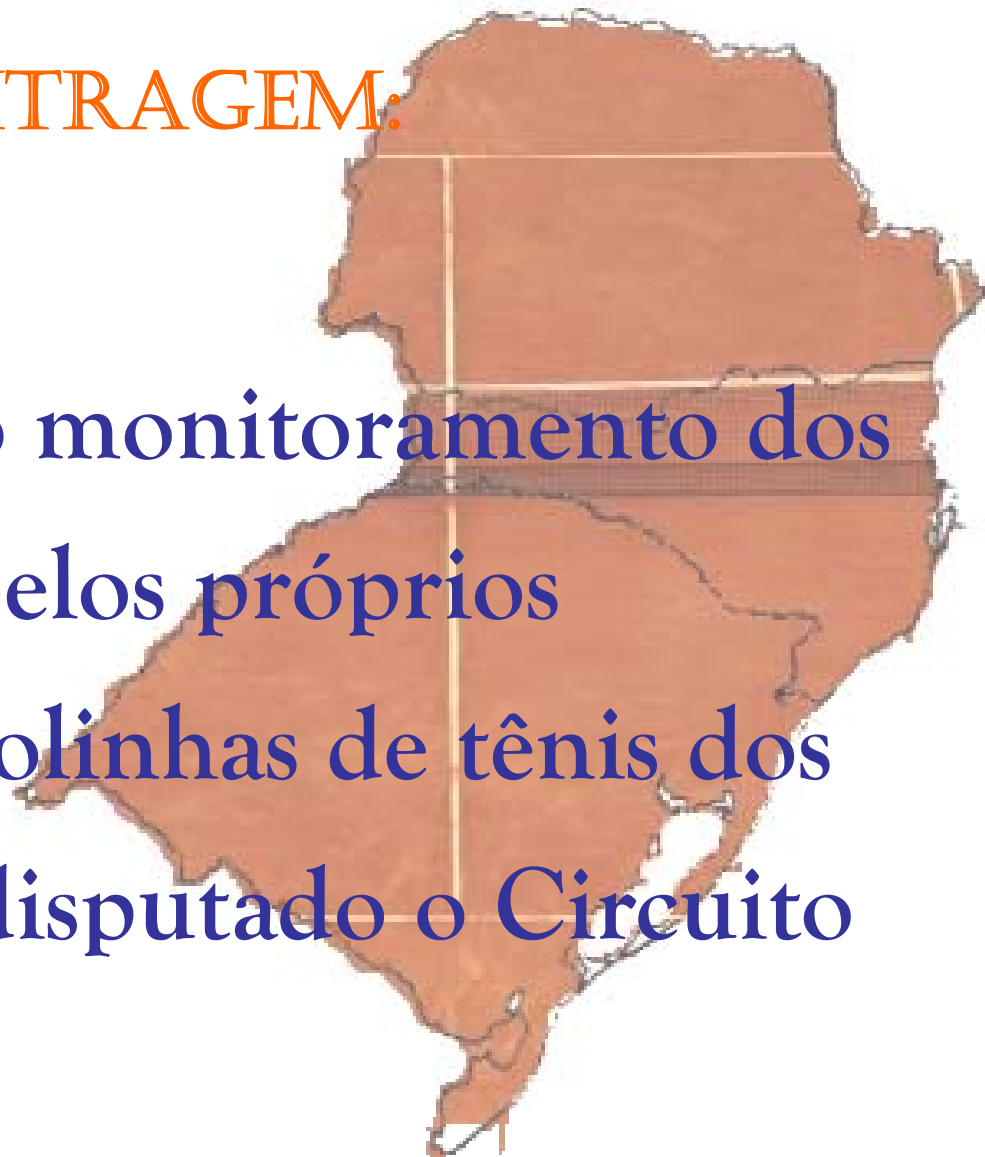 TRAGEM:
monitoramento dos
elos próprios
olinhas de tênis dos
disputado o Circuito